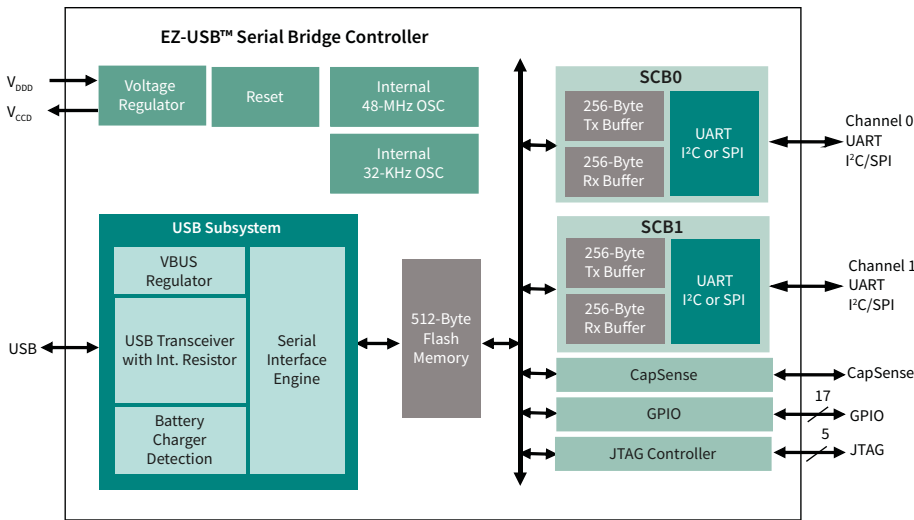 EZ-USB™ Serial Bridge Controller
V_DDD
V_CCD
Voltage
Regulator
Reset
Internal
48-MHz OSC
Internal
32-KHz OSC
USB Subsystem
VBUS
Regulator
USB Transceiver
with Int. Resistor
Battery
Charger
Detection
Serial
Interface
Engine
USB
512-Byte
Flash
Memory
SCB0
256-Byte
Tx Buffer
256-Byte
Rx Buffer
UART
I²C or SPI
Channel 0
UART
I²C/SPI
SCB1
256-Byte
Tx Buffer
256-Byte
Rx Buffer
UART
I²C or SPI
Channel 1
UART
I²C/SPI
CapSense
CapSense
GPIO
17
GPIO
JTAG Controller
5
JTAG